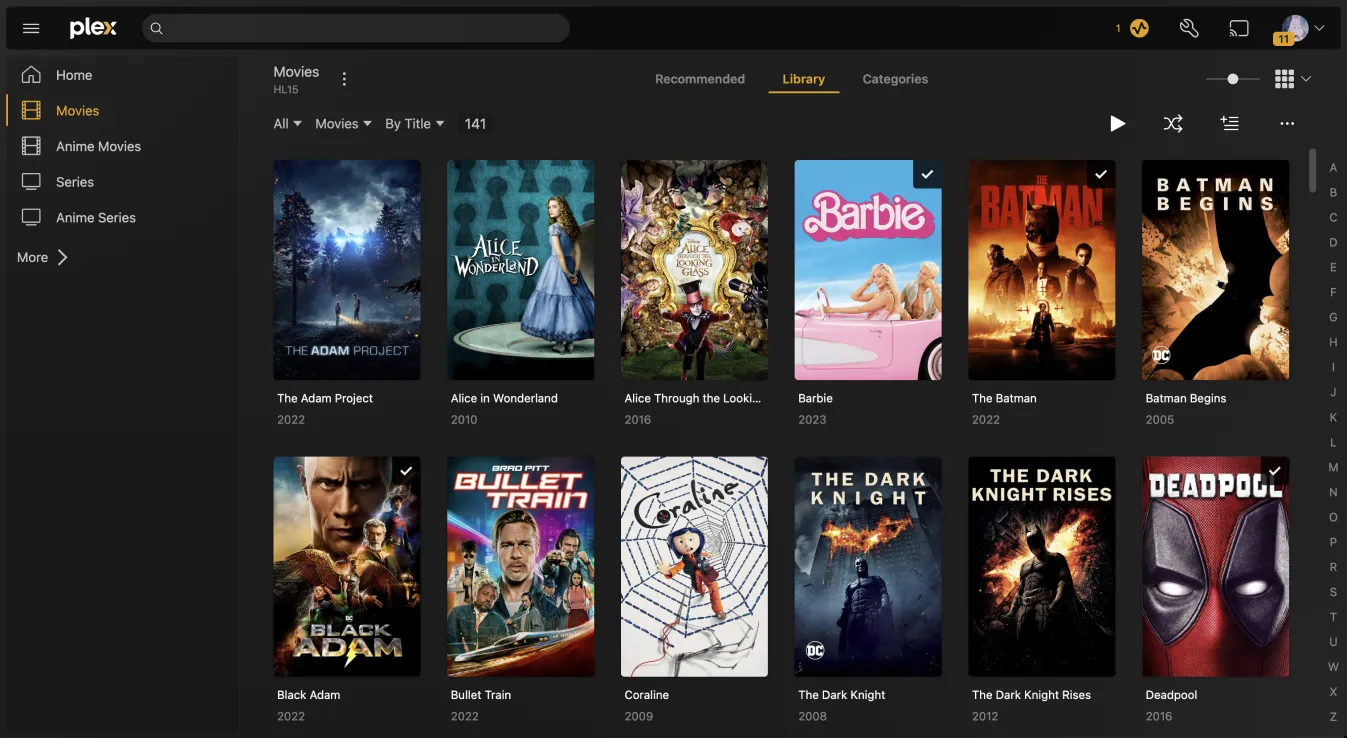 plex
1
11
Home
Movies
Anime Movies
Series
Anime Series
More
Movies
HL15
Recommended
Library
Categories
All
Movies
By Title
141
THE ADAM PROJECT
ALICE
IN
WONDERLAND
Disney
ALICE
THROUGH THE
LOOKING
GLASS
Barbie
THE
BATMAN
BATMAN
BEGINS
DC
The Adam Project
2022
Alice in Wonderland
2010
Alice Through the Looki...
2016
Barbie
2023
The Batman
2022
Batman Begins
2005
DC
BLACK
ADAM
BRAD PITT
BULLET
TRAIN
Coraline
THE DARK
KNIGHT
DC
THE DARK
KNIGHT RISES
DEADPOOL
Black Adam
2022
Bullet Train
2022
Coraline
2009
The Dark Knight
2008
The Dark Knight Rises
2012
Deadpool
2016
A
B
C
D
E
F
G
H
I
J
K
L
M
N
O
P
R
S
T
U
W
X
Z